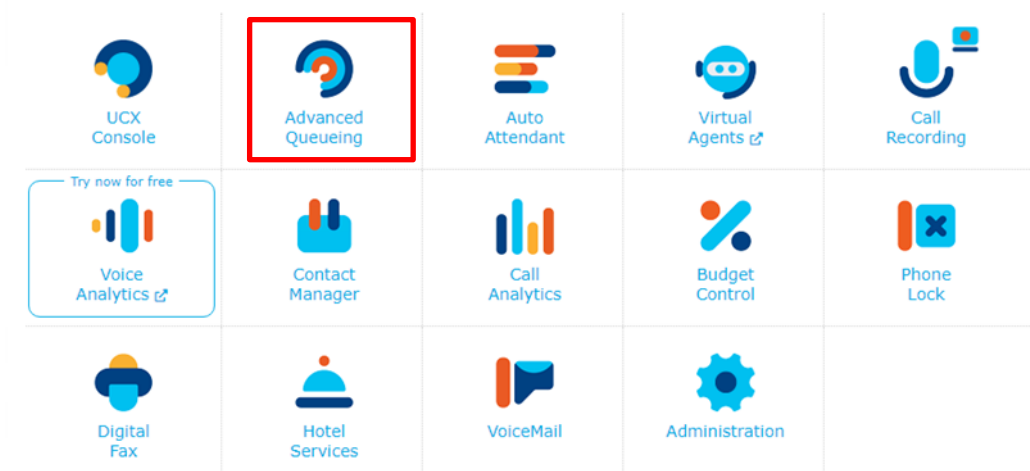 UCX
Console
Advanced
Queueing
Auto
Attendant
Virtual
Agents
Call
Recording
Try now for free
Voice
Analytics
Contact
Manager
Call
Analytics
Budget
Control
Phone
Lock
Digital
Fax
Hotel
Services
VoiceMail
Administration